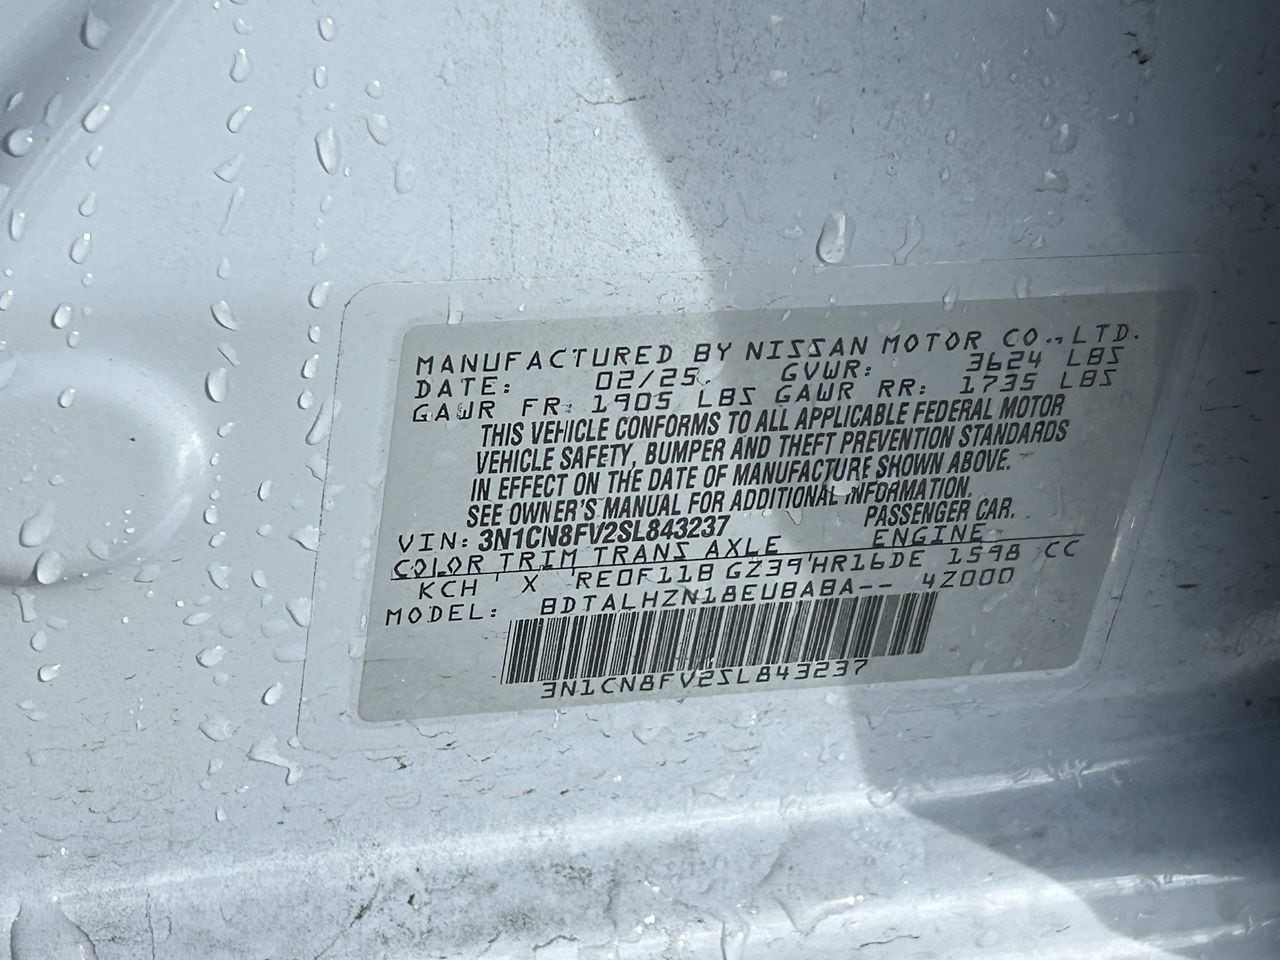 MANUFACTURED BY NISSAN MOTOR CO.,LTD.
DATE: 02/25 GVWR: 3624 LBS
GAWR FR: 1905 LBS GAWR RR: 1735 LBS
THIS VEHICLE CONFORMS TO ALL APPLICABLE FEDERAL MOTOR
VEHICLE SAFETY, BUMPER AND THEFT PREVENTION STANDARDS
IN EFFECT ON THE DATE OF MANUFACTURE SHOWN ABOVE.
SEE OWNER'S MANUAL FOR ADDITIONAL INFORMATION.
VIN: 3N1CN8FV2SL843237 PASSENGER CAR.
COLOR TRIM TRANS AXLE ENGINE
KCH X RE0F11B GZ39 HR16DE 1598 CC
MODEL: BDTALHZN18EUBABA-- 4Z000
3N1CN8FV2SL843237